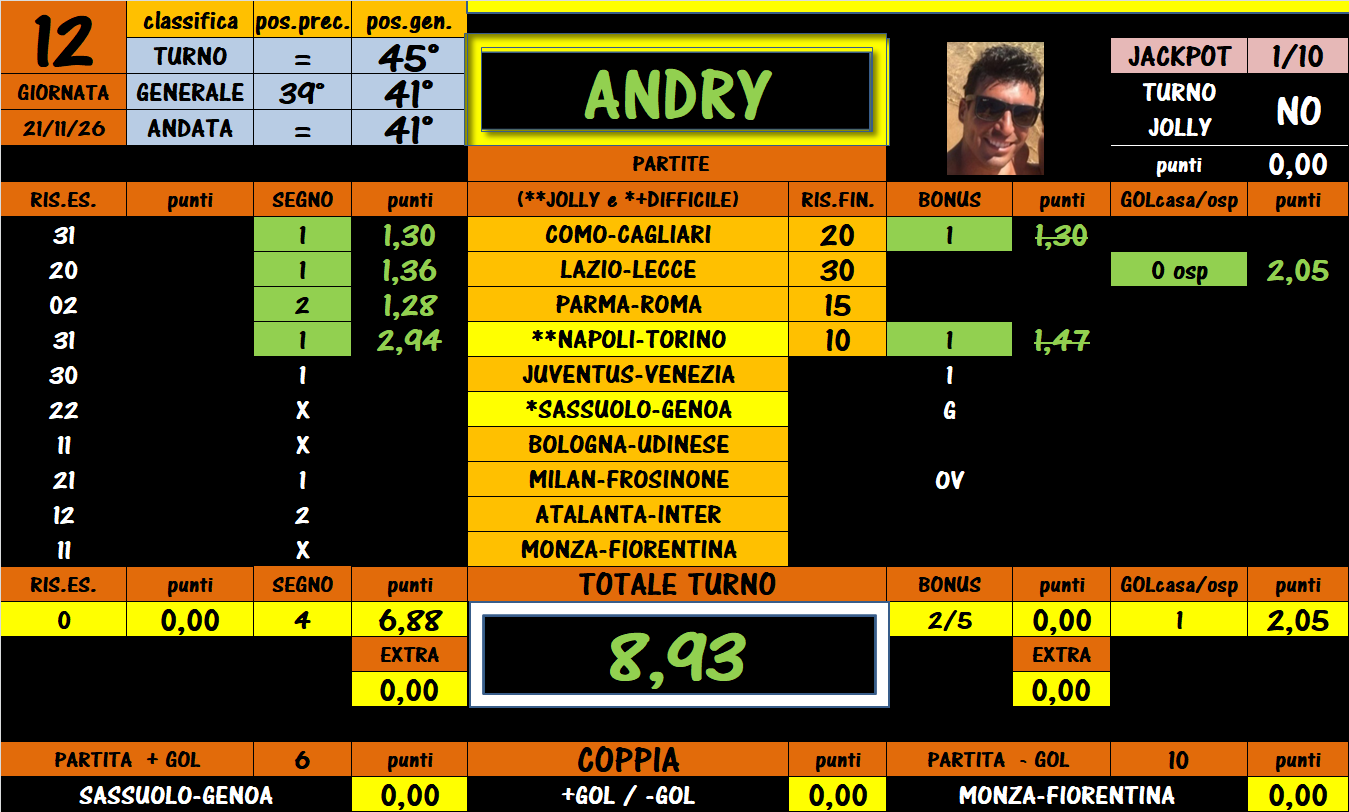 12 classifica pos.prec. pos.gen.
TURNO = 45° ANDRY JACKPOT 1/10
GIORNATA GENERALE 39° 41° TURNO JOLLY NO
21/11/26 ANDATA = 41°
PARTITE punti 0,00
RIS.ES. punti SEGNO punti (**JOLLY e *+DIFFICILE) RIS.FIN. BONUS punti GOLcasa/osp punti
31 1 1,30 COMO-CAGLIARI 20 1 1,30
20 1 1,36 LAZIO-LECCE 30 0 osp 2,05
02 2 1,28 PARMA-ROMA 15
31 1 2,94 **NAPOLI-TORINO 10 1 1,47
30 1 JUVENTUS-VENEZIA 1
22 X *SASSUOLO-GENOA G
11 X BOLOGNA-UDINESE
21 1 MILAN-FROSINONE OV
12 2 ATALANTA-INTER
11 X MONZA-FIORENTINA
RIS.ES. punti SEGNO punti TOTALE TURNO BONUS punti GOLcasa/osp punti
0 0,00 4 6,88 8,93 2/5 0,00 1 2,05
EXTRA EXTRA
0,00 0,00
PARTITA + GOL 6 punti COPPIA punti PARTITA - GOL 10 punti
SASSUOLO-GENOA 0,00 +GOL / -GOL 0,00 MONZA-FIORENTINA 0,00